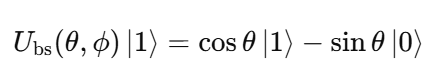 U_bs(θ, ϕ) |1⟩ = cos θ |1⟩ − sin θ |0⟩